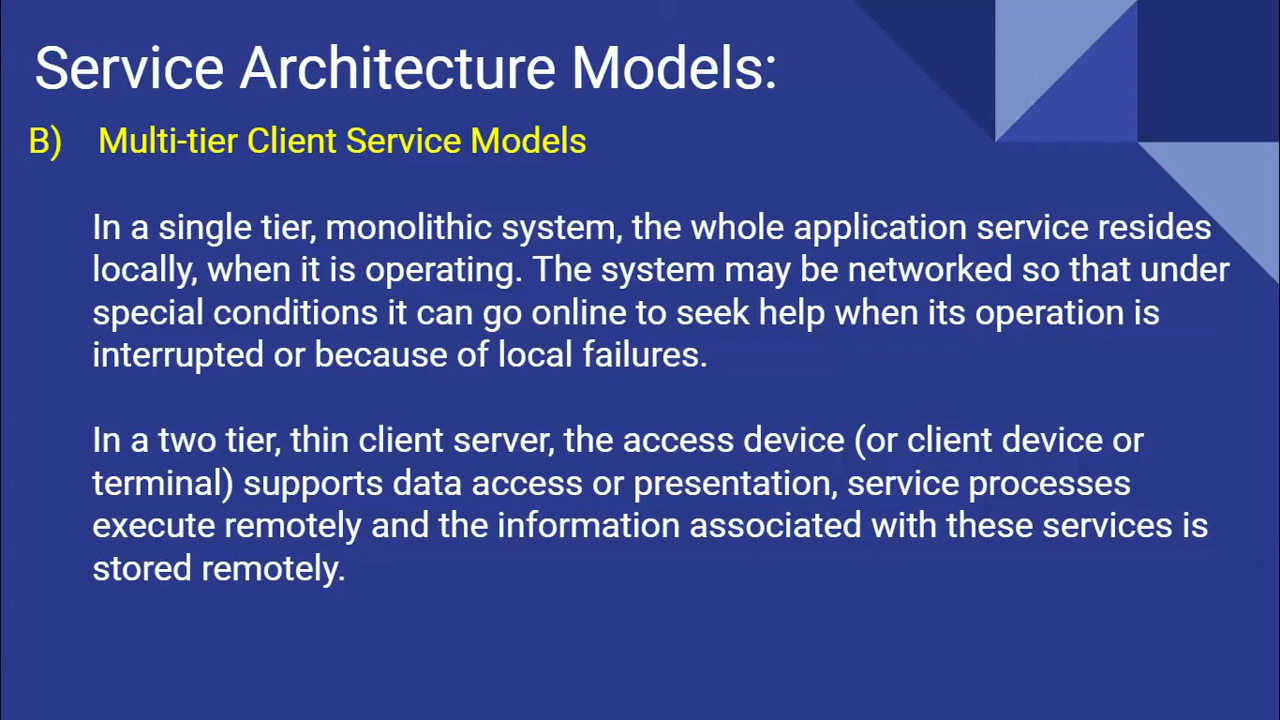 Service Architecture Models:
B) Multi-tier Client Service Models
In a single tier, monolithic system, the whole application service resides
locally, when it is operating. The system may be networked so that under
special conditions it can go online to seek help when its operation is
interrupted or because of local failures.
In a two tier, thin client server, the access device (or client device or
terminal) supports data access or presentation, service processes
execute remotely and the information associated with these services is
stored remotely.